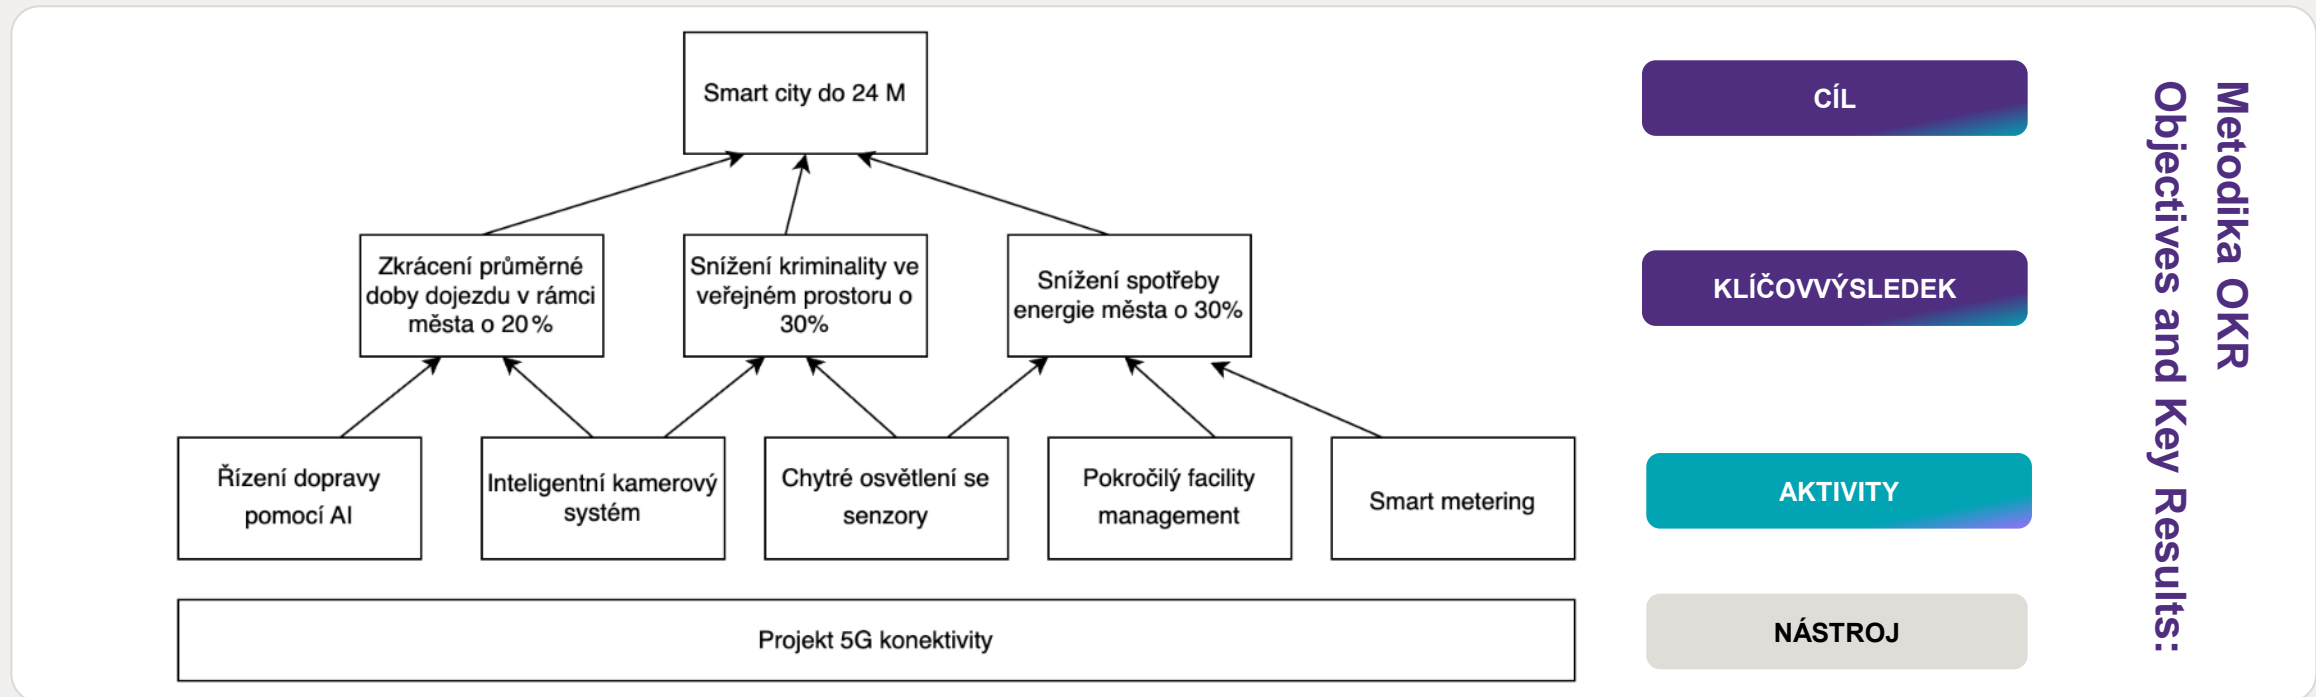 Smart city do 24 M
CÍL
Zkrácení průměrné
doby dojezdu v rámci
města o 20%
Snížení kriminality ve
veřejném prostoru o
30%
Snížení spotřeby
energie města o 30%
KLÍČOVVÝSLEDEK
Řízení dopravy
pomocí AI
Inteligentní kamerový
systém
Chytré osvětlení se
senzory
Pokročilý facility
management
Smart metering
AKTIVITY
Projekt 5G konektivity
NÁSTROJ
Metodika OKR
Objectives and Key Results: